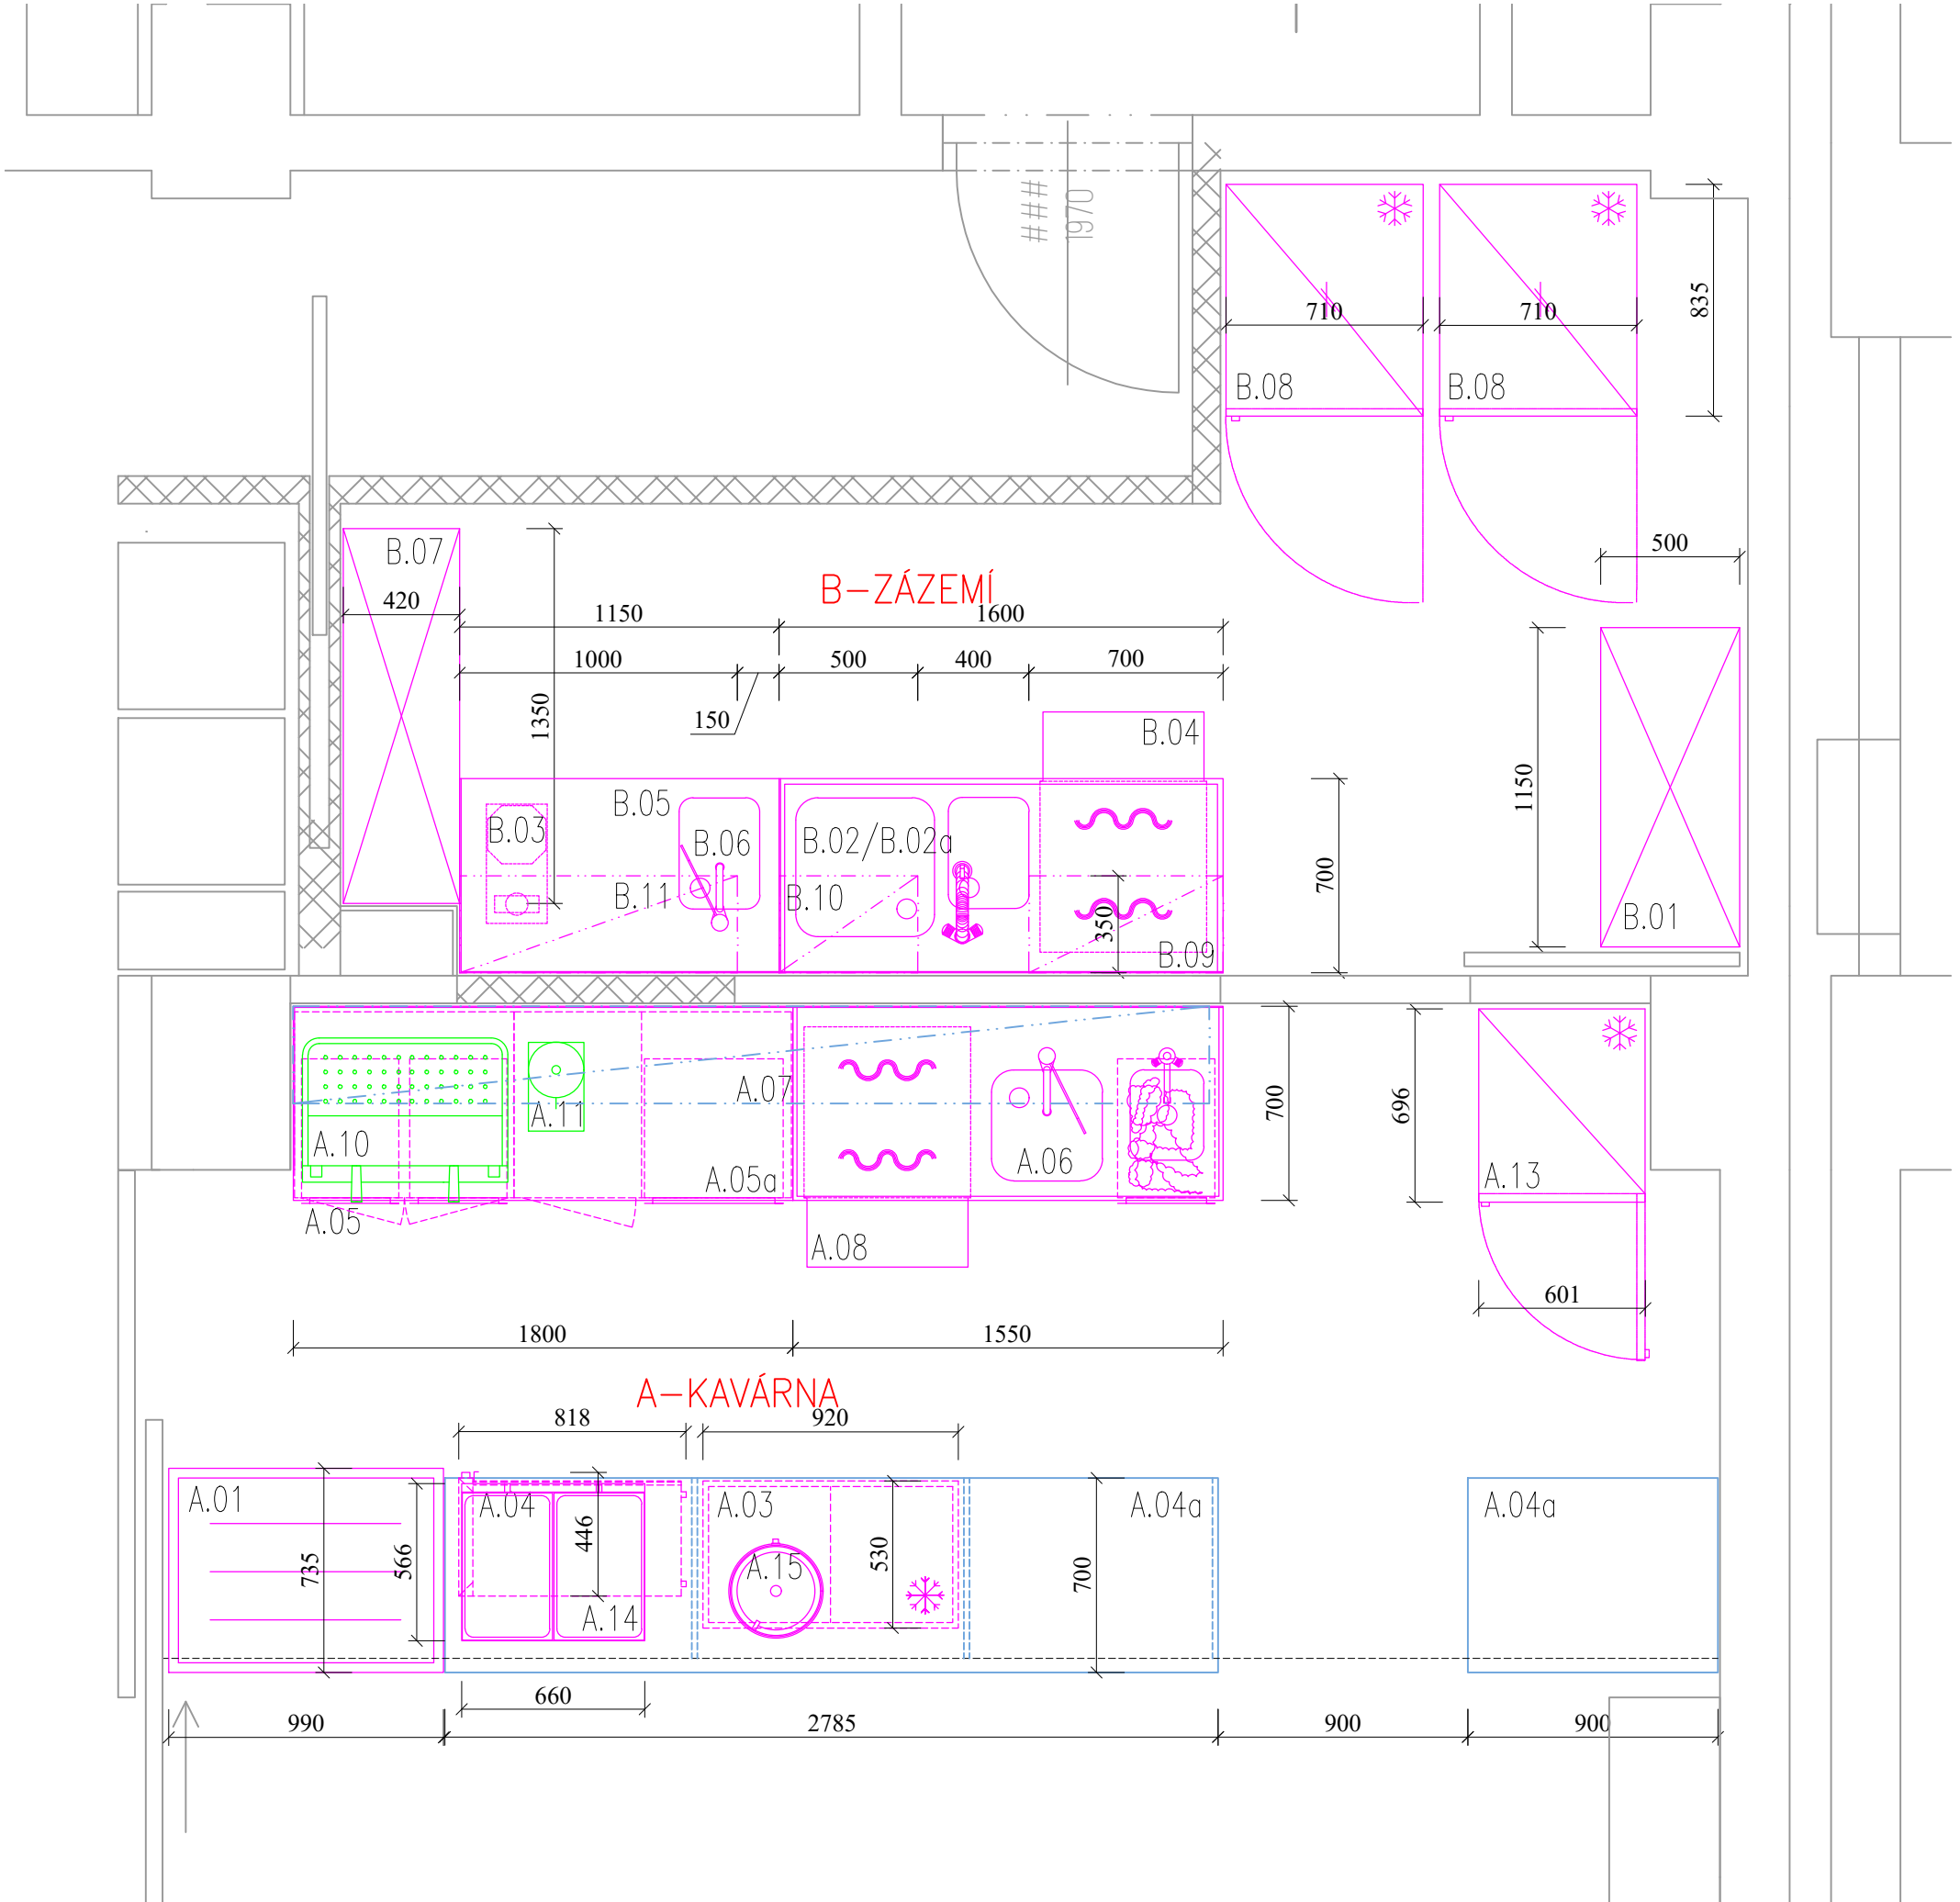 1970
###
710
710
835
B.08
B.08
500
B.07
B-ZÁZEMÍ
420
1150
1600
1000
500
400
700
1350
150
B.04
1150
B.05
B.03
B.06
B.02/B.02a
700
B.11
B.10
350
B.01
B.09
A.07
700
696
A.11
A.10
A.06
A.13
A.05a
A.05
A.08
601
1800
1550
A-KAVÁRNA
818
920
A.01
A.04
A.03
A.04a
A.04a
446
735
566
530
700
A.15
A.14
660
990
2785
900
900